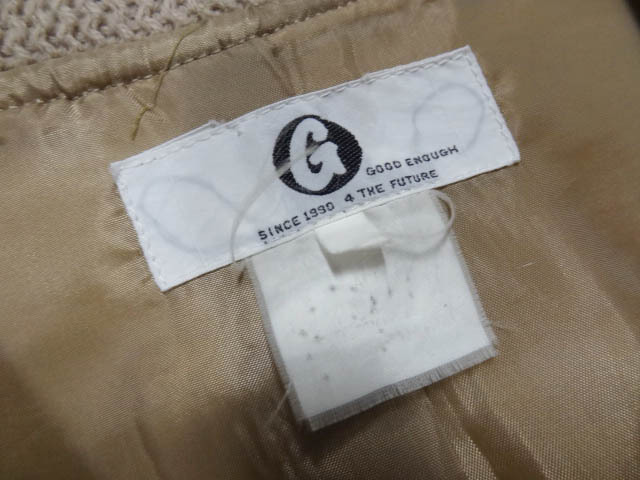 G
GOOD ENOUGH
SINCE 1990 4 THE FUTURE